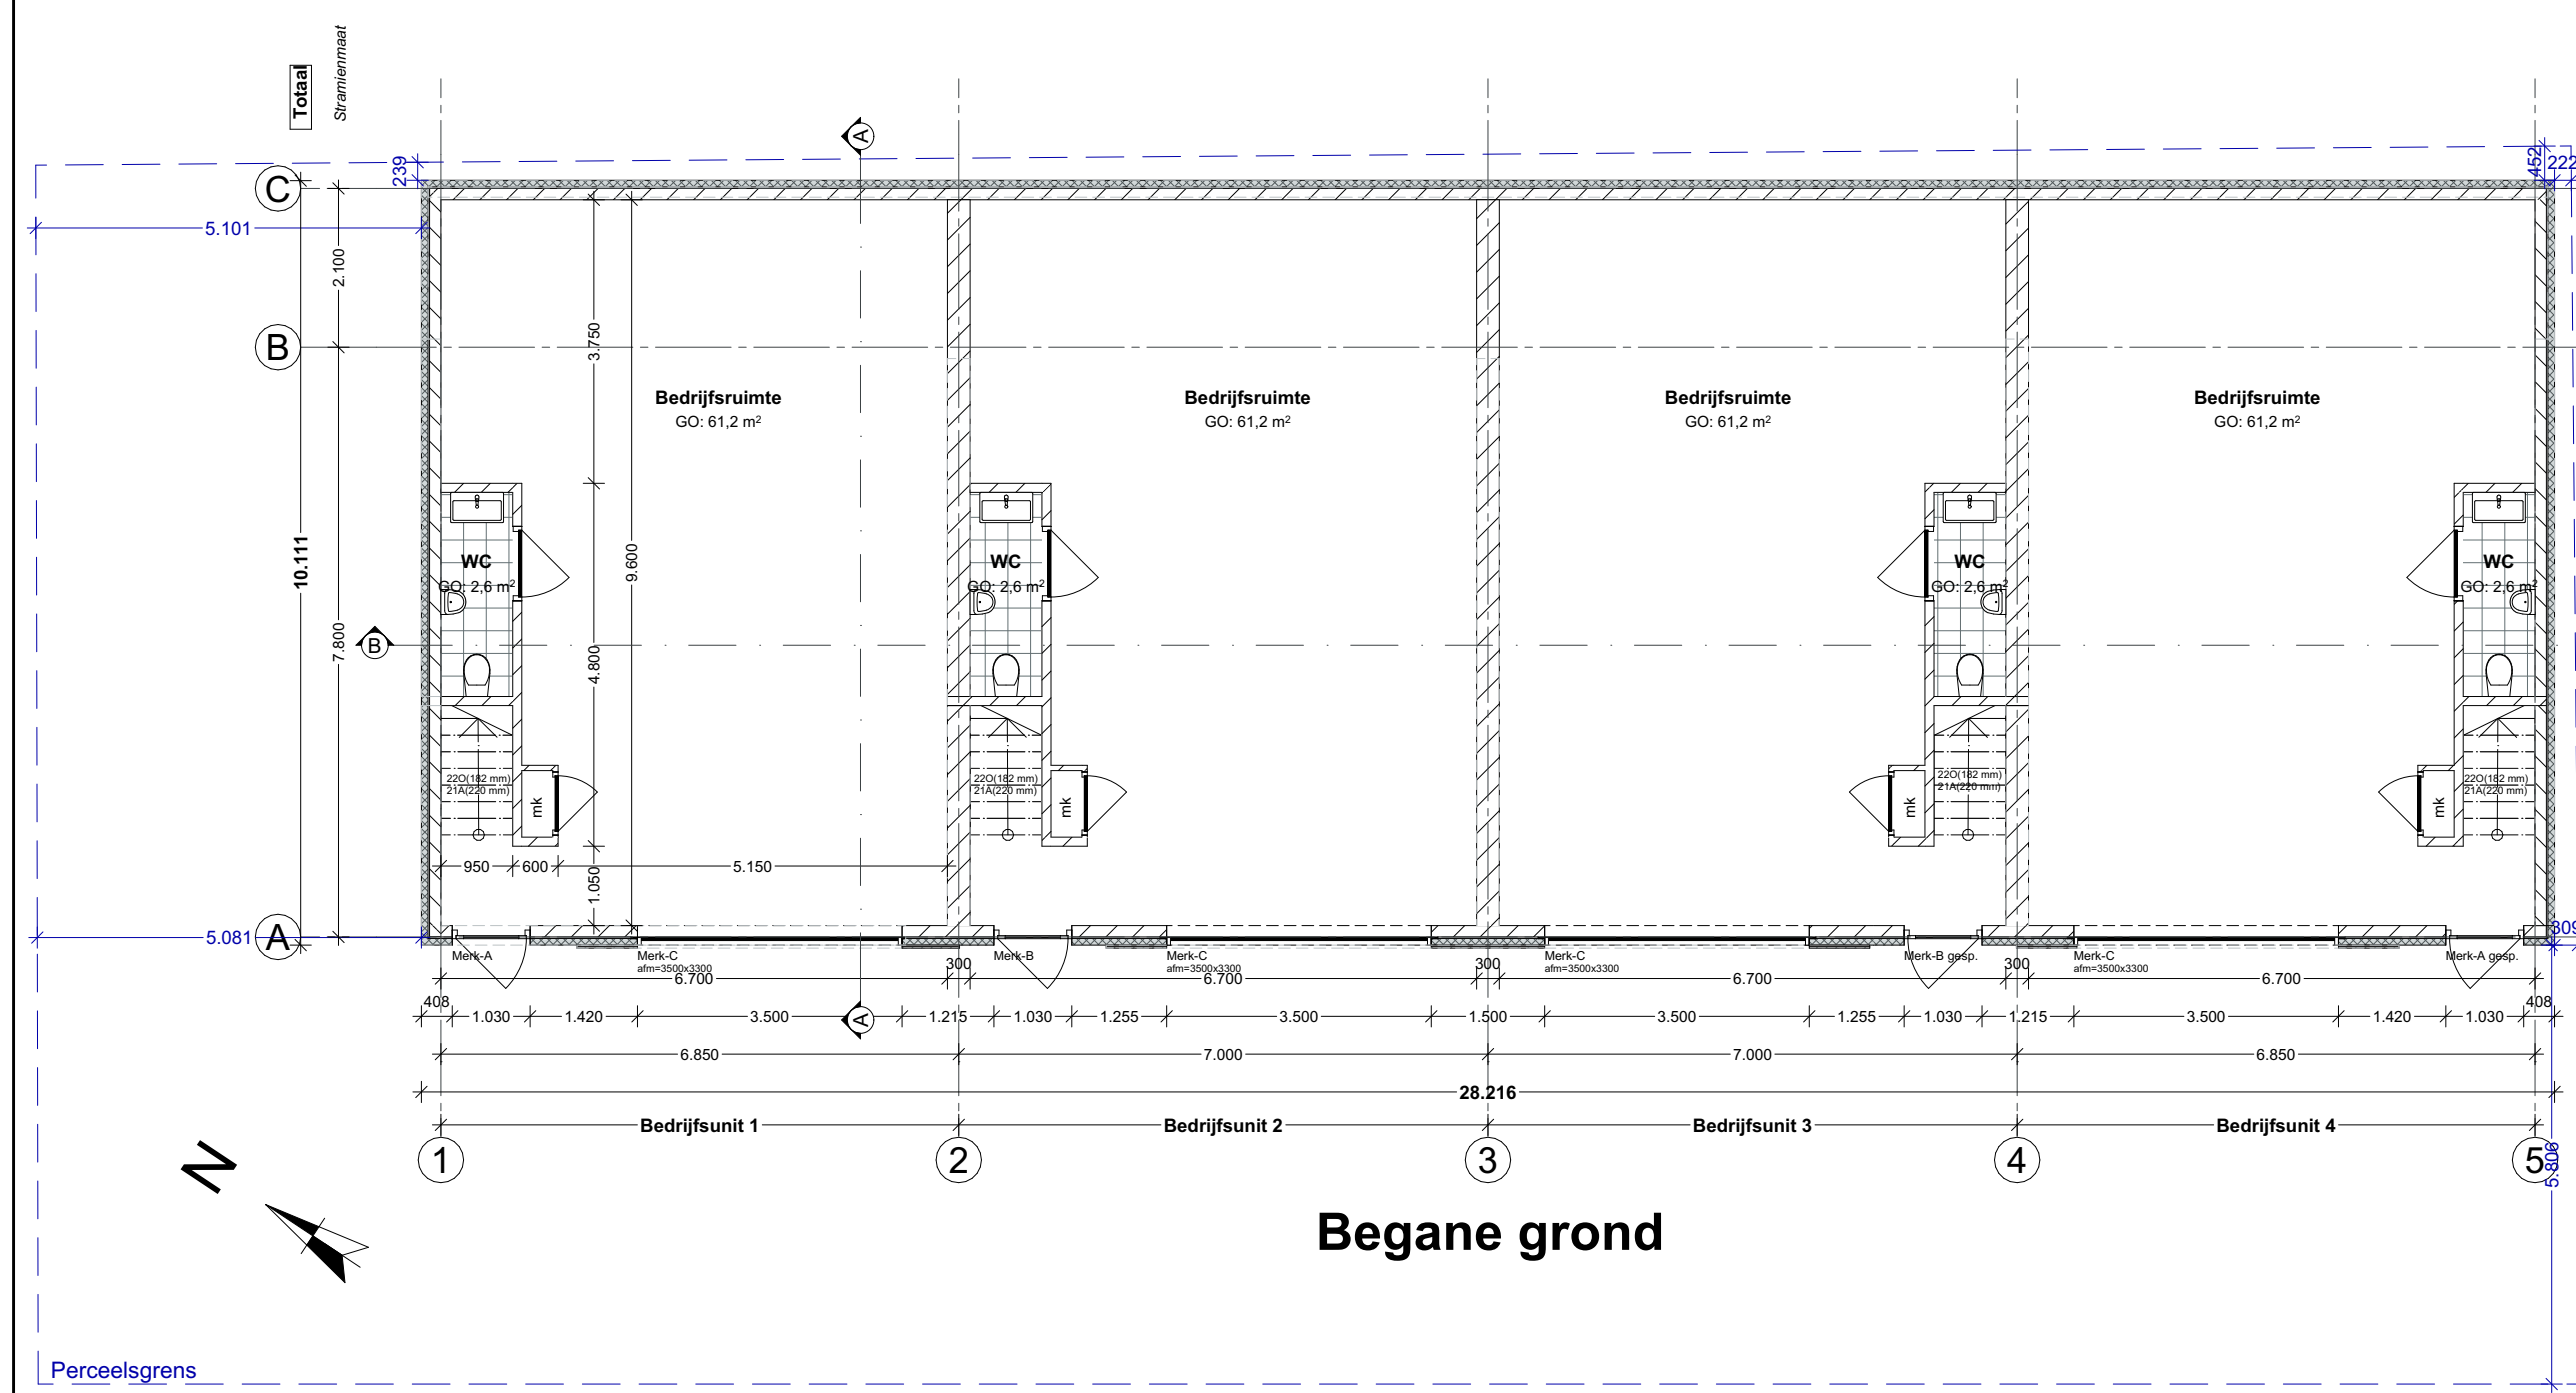 Totaal
Stramienmaat
A
239
452
222
C
5.101
2.100
B
3.750
Bedrijfsruimte
GO: 61,2 m²
Bedrijfsruimte
GO: 61,2 m²
Bedrijfsruimte
GO: 61,2 m²
Bedrijfsruimte
GO: 61,2 m²
10.111
9.600
WC
GO: 2,6 m²
WC
GO: 2,6 m²
WC
GO: 2,6 m²
WC
GO: 2,6 m²
7.800
B
4.800
22O(182 mm)
21A(220 mm)
mk
22O(182 mm)
21A(220 mm)
mk
mk
22O(182 mm)
21A(220 mm)
mk
22O(182 mm)
21A(220 mm)
950
600
5.150
1.050
5.081
A
309
Merk-A
Merk-C
afm=3500x3300
Merk-B
Merk-C
afm=3500x3300
Merk-C
afm=3500x3300
Merk-B gesp.
Merk-C
afm=3500x3300
Merk-A gesp.
6.700
300
6.700
300
6.700
300
6.700
408
1.030
1.420
3.500
A
1.215
1.030
1.255
3.500
1.500
3.500
1.255
1.030
1.215
3.500
1.420
1.030
408
6.850
7.000
7.000
6.850
28.216
Bedrijfsunit 1
Bedrijfsunit 2
Bedrijfsunit 3
Bedrijfsunit 4
1
2
3
4
5
5.806
N
Begane grond
Perceelsgrens